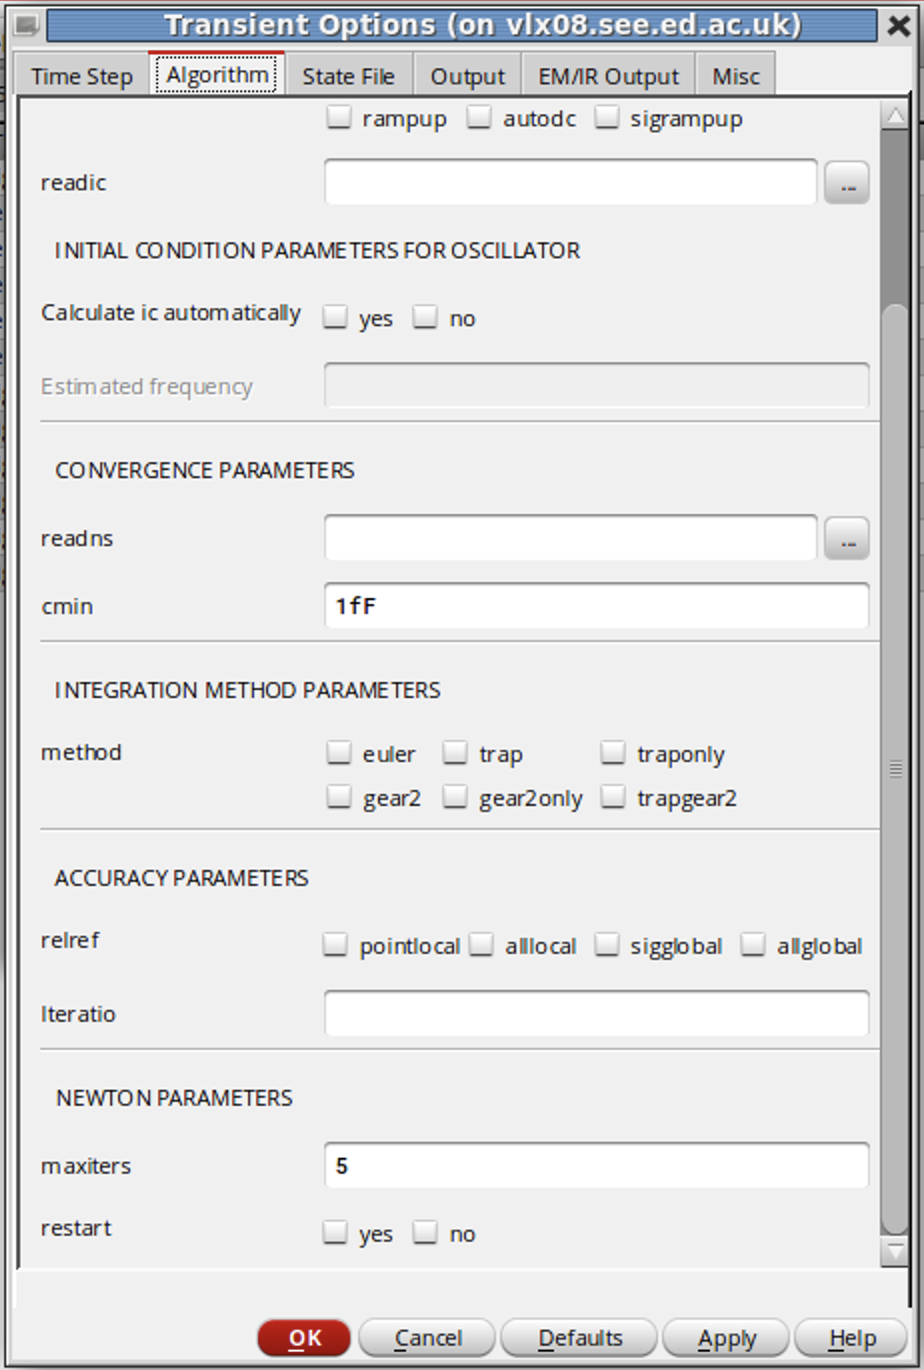 Transient Options (on vlx08.see.ed.ac.uk)
Time Step Algorithm State File Output EM/IR Output Misc
rampup autodc sigrampup
readic ...
INITIAL CONDITION PARAMETERS FOR OSCILLATOR
Calculate ic automatically yes no
Estimated frequency
CONVERGENCE PARAMETERS
readns ...
cmin 1fF
INTEGRATION METHOD PARAMETERS
method euler trap traponly
gear2 gear2only trapgear2
ACCURACY PARAMETERS
relref pointlocal alllocal sigglobal allglobal
lteratio
NEWTON PARAMETERS
maxiters 5
restart yes no
OK Cancel Defaults Apply Help